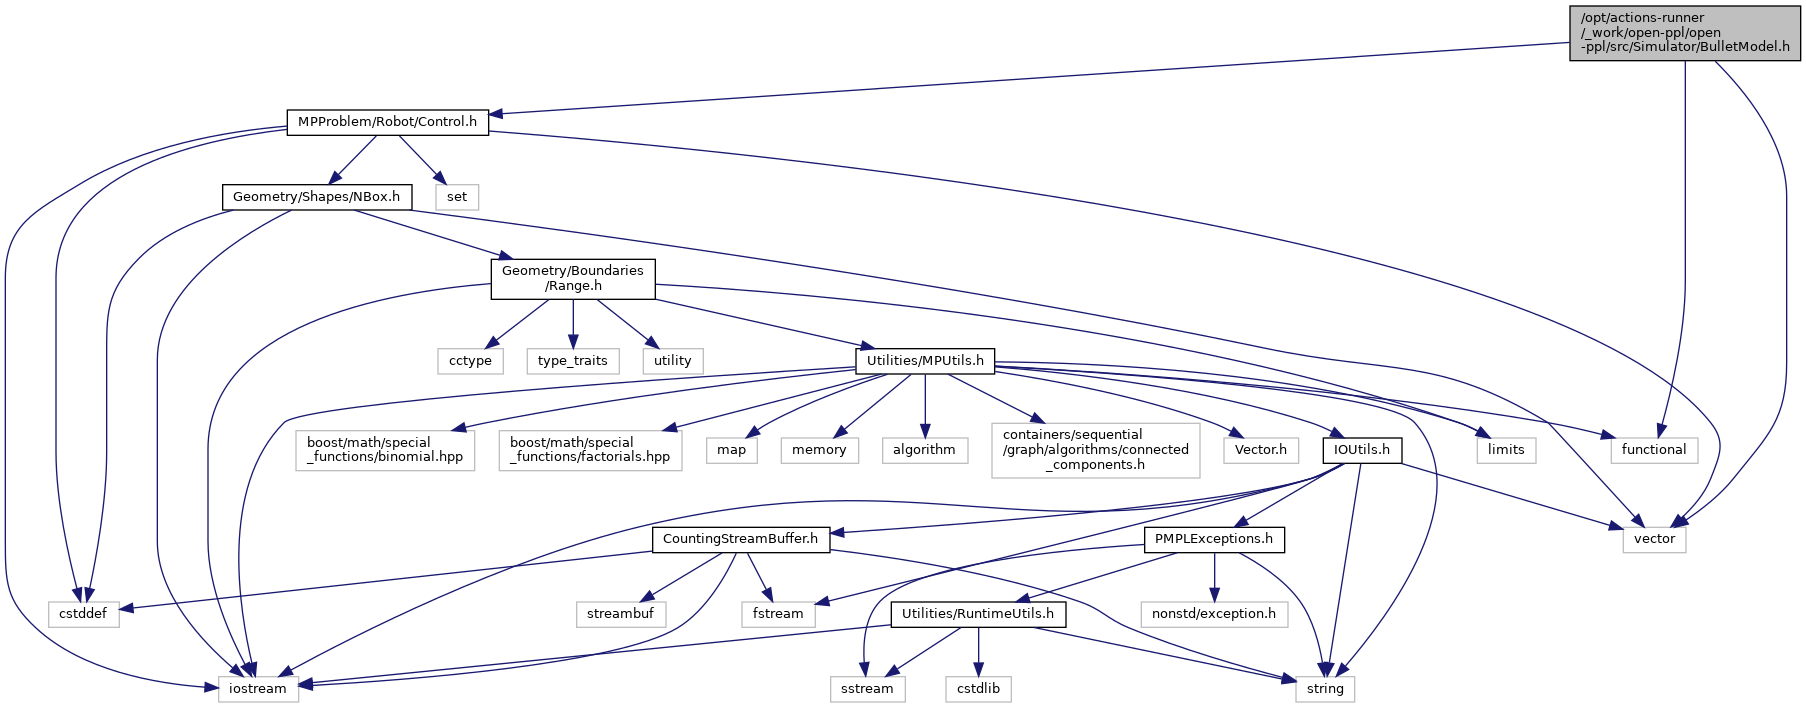 /opt/actions-runner
/_work/open-ppl/open
-ppl/src/Simulator/BulletModel.h
MPProblem/Robot/Control.h
Geometry/Shapes/NBox.h
set
Geometry/Boundaries
/Range.h
cctype
type_traits
utility
Utilities/MPUtils.h
boost/math/special
_functions/binomial.hpp
boost/math/special
_functions/factorials.hpp
map
memory
algorithm
containers/sequential
/graph/algorithms/connected
_components.h
Vector.h
IOUtils.h
limits
functional
CountingStreamBuffer.h
PMPLExceptions.h
vector
cstddef
streambuf
fstream
Utilities/RuntimeUtils.h
nonstd/exception.h
iostream
sstream
cstdlib
string